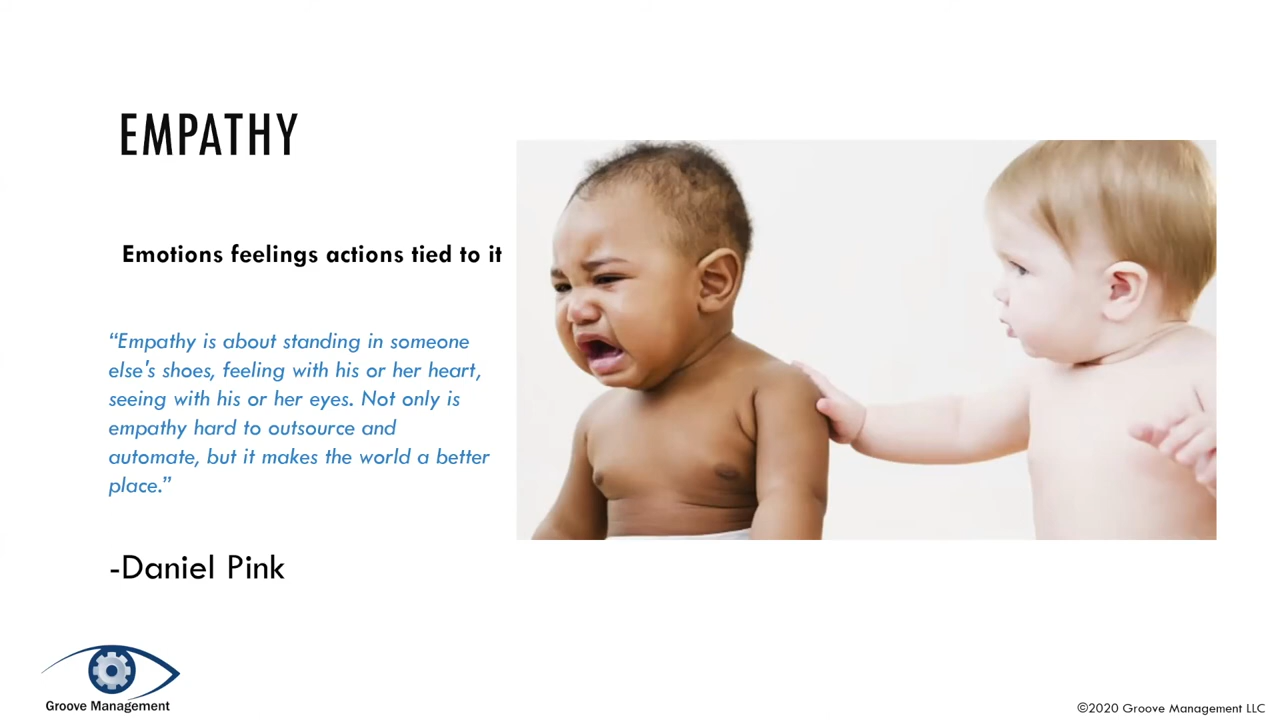 EMPATHY
Emotions feelings actions tied to it
“Empathy is about standing in someone
else's shoes, feeling with his or her heart,
seeing with his or her eyes. Not only is
empathy hard to outsource and
automate, but it makes the world a better
place.”
-Daniel Pink
Groove Management
©2020 Groove Management LLC